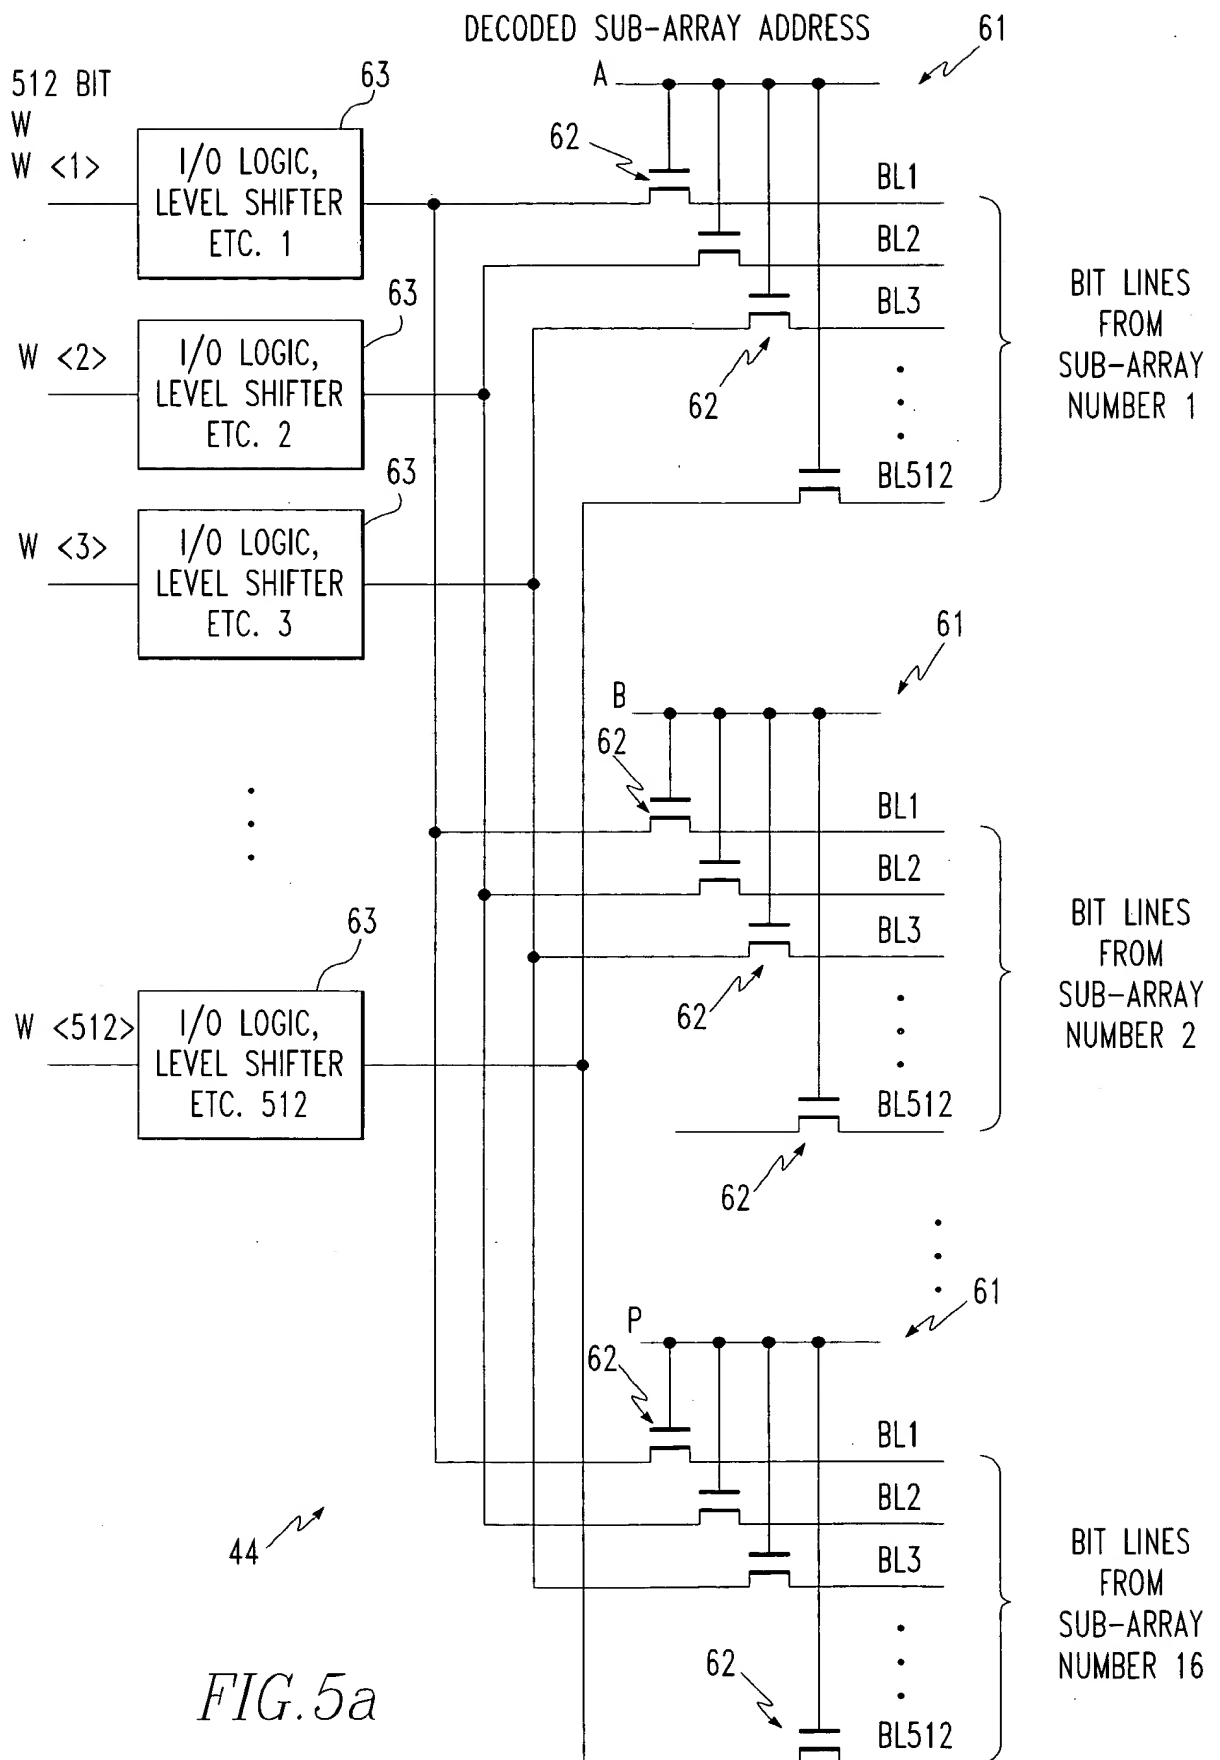 DECODED SUB-ARRAY ADDRESS
61
A
512 BIT
W
W <1>
63
I/O LOGIC,
LEVEL SHIFTER
ETC. 1
62
BL1
BL2
BL3
62
BL512
BIT LINES
FROM
SUB-ARRAY
NUMBER 1
63
W <2>
I/O LOGIC,
LEVEL SHIFTER
ETC. 2
63
W <3>
I/O LOGIC,
LEVEL SHIFTER
ETC. 3
61
B
62
BL1
BL2
BL3
62
BL512
62
BIT LINES
FROM
SUB-ARRAY
NUMBER 2
63
W <512>
I/O LOGIC,
LEVEL SHIFTER
ETC. 512
61
P
62
BL1
BL2
BL3
62
BL512
BIT LINES
FROM
SUB-ARRAY
NUMBER 16
44
FIG.5a